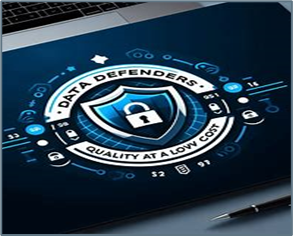 · DATA DEFENDERS ·
QUALITY AT A LOW COST